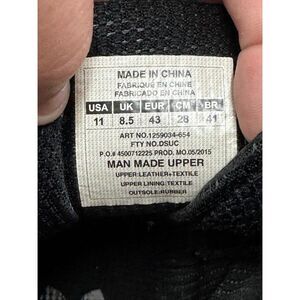 MADE IN CHINA
FABRIQUE EN CHINE
FABRICADO EN CHINA
USA UK EUR CM BR
11 8.5 43 28 41
ART NO.1259034-654
FTY NO.DSUC
P.O.# 4500712225 PROD. MO.05/2015
MAN MADE UPPER
UPPER:LEATHER+TEXTILE
UPPER LINING:TEXTILE
OUTSOLE:RUBBER